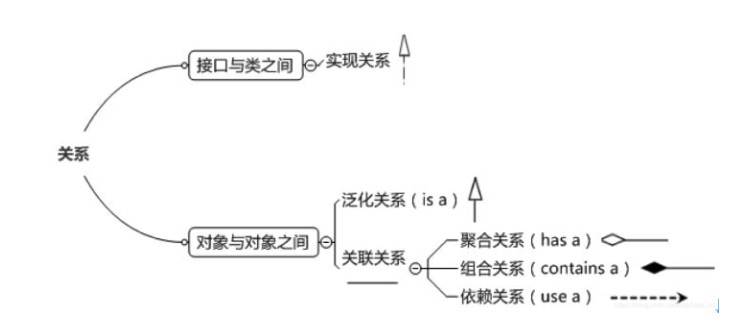 接口与类之间
实现关系
关系
泛化关系（is a）
对象与对象之间
关联关系
聚合关系（has a）
组合关系（contains a）
依赖关系（use a）